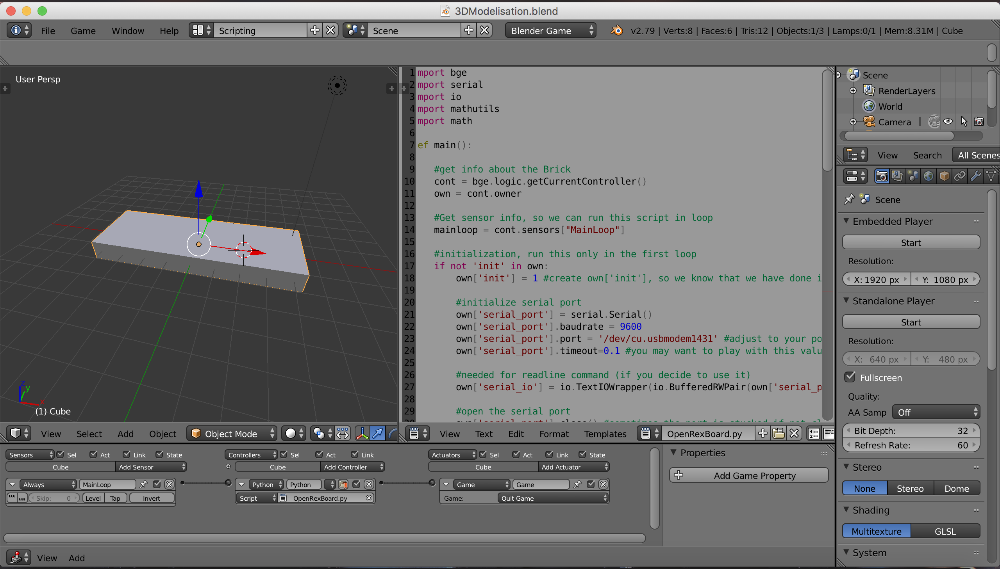 3DModelisation.blend
File Game Window Help Scripting Scene Blender Game v2.79 | Verts:8 | Faces:6 | Tris:12 | Objects:1/3 | Lamps:0/1 | Mem:8.31M | Cube
User Persp
z
y
x
(1) Cube
View Select Add Object Object Mode
1 mport bge
2 mport serial
3 mport io
4 mport mathutils
5 mport math
6
7 ef main():
8
9 #get info about the Brick
10 cont = bge.logic.getCurrentController()
11 own = cont.owner
12
13 #Get sensor info, so we can run this script in loop
14 mainloop = cont.sensors["MainLoop"]
15
16 #initialization, run this only in the first loop
17 if not 'init' in own:
18 own['init'] = 1 #create own['init'], so we know that we have done i
19
20 #initialize serial port
21 own['serial_port'] = serial.Serial()
22 own['serial_port'].baudrate = 9600
23 own['serial_port'].port = '/dev/cu.usbmodem1431' #adjust to your po
24 own['serial_port'].timeout=0.1 #you may want to play with this valu
25
26 #needed for readline command (if you decide to use it)
27 own['serial_io'] = io.TextIOWrapper(io.BufferedRWPair(own['serial_p
28
29 #open the serial port
View Text Edit Format Templates OpenRexBoard.py
Scene
RenderLayers
World
Camera
View Search All Scenes
Scene
Embedded Player
Start
Resolution:
X: 1920 px Y: 1080 px
Standalone Player
Start
Resolution:
X: 640 px Y: 480 px
Fullscreen
Quality:
AA Samp Off
Bit Depth: 32
Refresh Rate: 60
Stereo
None Stereo Dome
Shading
Multitexture GLSL
System
Sensors Sel Act Link State
Cube Add Sensor
Always MainLoop
Skip: 0 Level Tap Invert
Controllers Sel Act Link
Cube Add Controller
Python Python
Script OpenRexBoard.py
Actuators Sel Act Link State
Cube Add Actuator
Game Game
Game: Quit Game
Properties
Add Game Property
View Add